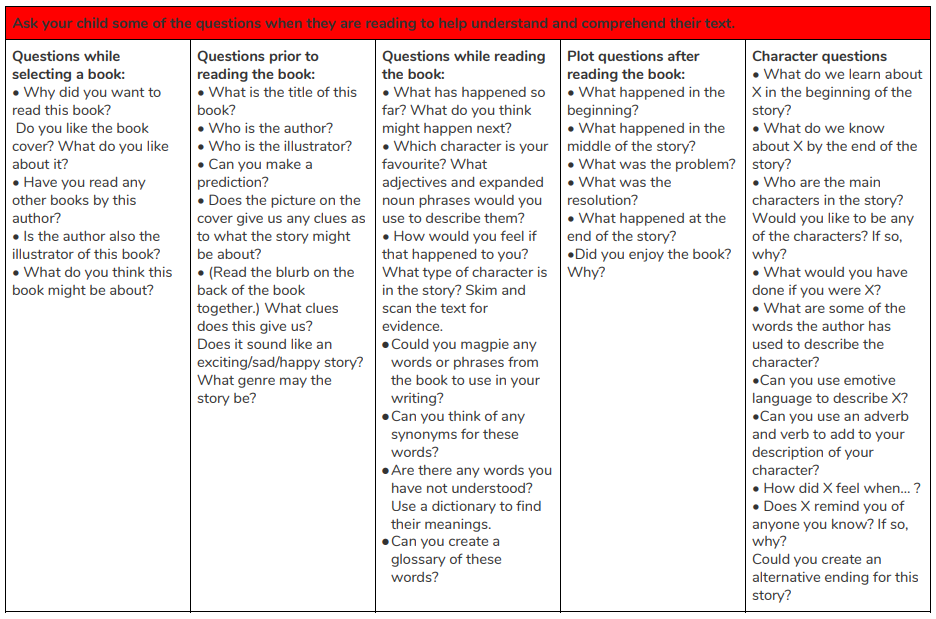 Ask your child some of the questions when they are reading to help understand and comprehend their text.
Questions while
selecting a book:
• Why did you want to
read this book?
Do you like the book
cover? What do you like
about it?
• Have you read any
other books by this
author?
• Is the author also the
illustrator of this book?
• What do you think this
book might be about?
Questions prior to
reading the book:
• What is the title of this
book?
• Who is the author?
• Who is the illustrator?
• Can you make a
prediction?
• Does the picture on the
cover give us any clues as
to what the story might
be about?
• (Read the blurb on the
back of the book
together.) What clues
does this give us?
Does it sound like an
exciting/sad/happy story?
What genre may the
story be?
Questions while reading
the book:
• What has happened so
far? What do you think
might happen next?
• Which character is your
favourite? What
adjectives and expanded
noun phrases would you
use to describe them?
• How would you feel if
that happened to you?
What type of character is
in the story? Skim and
scan the text for
evidence.
• Could you magpie any
words or phrases from
the book to use in your
writing?
• Can you think of any
synonyms for these
words?
• Are there any words you
have not understood?
Use a dictionary to find
their meanings.
• Can you create a
glossary of these
words?
Plot questions after
reading the book:
• What happened in the
beginning?
• What happened in the
middle of the story?
• What was the problem?
• What was the
resolution?
• What happened at the
end of the story?
•Did you enjoy the book?
Why?
Character questions
• What do we learn about
X in the beginning of the
story?
• What do we know
about X by the end of the
story?
• Who are the main
characters in the story?
Would you like to be any
of the characters? If so,
why?
• What would you have
done if you were X?
• What are some of the
words the author has
used to describe the
character?
•Can you use emotive
language to describe X?
•Can you use an adverb
and verb to add to your
description of your
character?
• How did X feel when… ?
• Does X remind you of
anyone you know? If so,
why?
Could you create an
alternative ending for this
story?